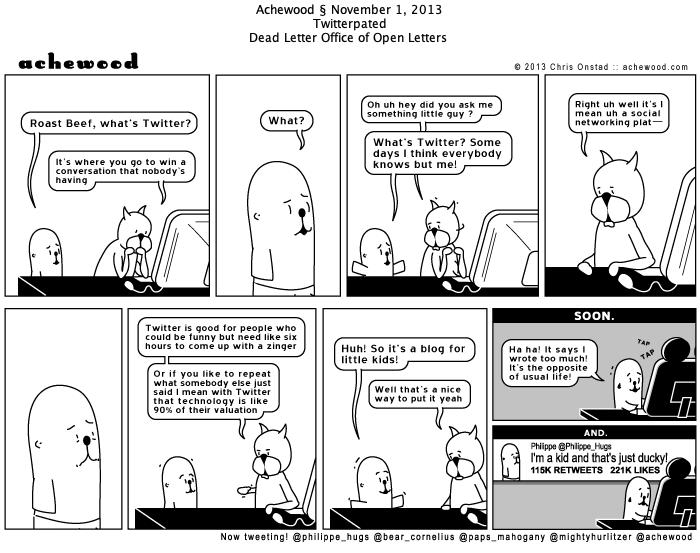 Achewood § November 1, 2013
Twitterpated
Dead Letter Office of Open Letters
achewood
© 2013 Chris Onstad :: achewood.com
Roast Beef, what's Twitter?
It's where you go to win a
conversation that nobody's
having
What?
Oh uh hey did you ask me
something little guy ?
What's Twitter? Some
days I think everybody
knows but me!
Right uh well it's I
mean uh a social
networking plat—
Twitter is good for people who
could be funny but need like six
hours to come up with a zinger
Or if you like to repeat
what somebody else just
said I mean with Twitter
that technology is like
90% of their valuation
Huh! So it's a blog for
little kids!
Well that's a nice
way to put it yeah
SOON.
TAP
TAP
Ha ha! It says I
wrote too much!
It's the opposite
of usual life!
AND.
Philippe @Philippe_Hugs
I'm a kid and that's just ducky!
115K RETWEETS 221K LIKES
Now tweeting! @philippe_hugs @bear_cornelius @paps_mahogany @mightyhurlitzer @achewood